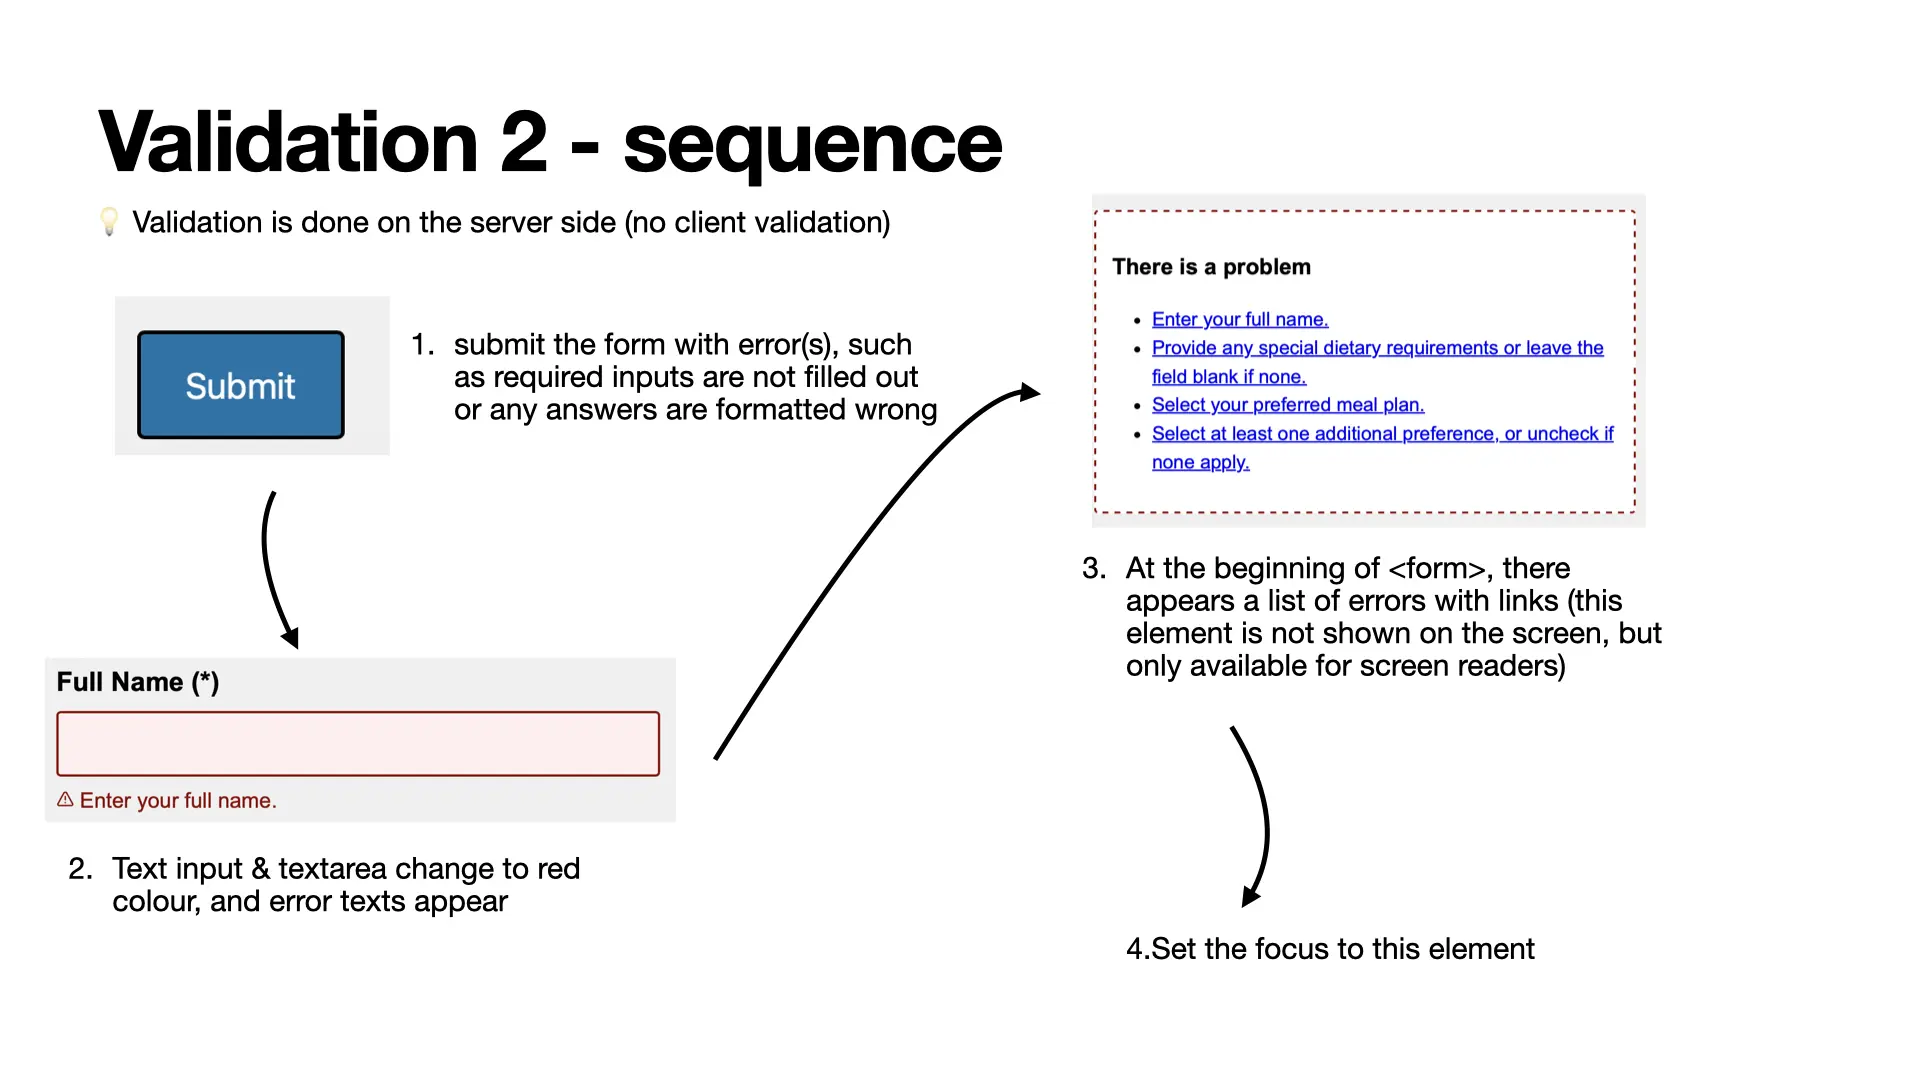 Validation 2 - sequence
💡 Validation is done on the server side (no client validation)
Submit
1. submit the form with error(s), such
as required inputs are not filled out
or any answers are formatted wrong
Full Name (*)
⚠ Enter your full name.
2. Text input & textarea change to red
colour, and error texts appear
There is a problem
• Enter your full name.
• Provide any special dietary requirements or leave the
field blank if none.
• Select your preferred meal plan.
• Select at least one additional preference, or uncheck if
none apply.
3. At the beginning of <form>, there
appears a list of errors with links (this
element is not shown on the screen, but
only available for screen readers)
4.Set the focus to this element